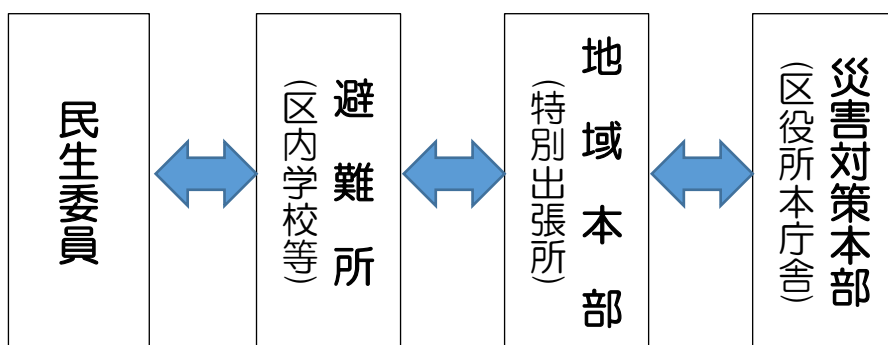 民生委員
避難所
（区内学校等）
地域本部
（特別出張所）
災害対策本部
（区役所本庁舎）